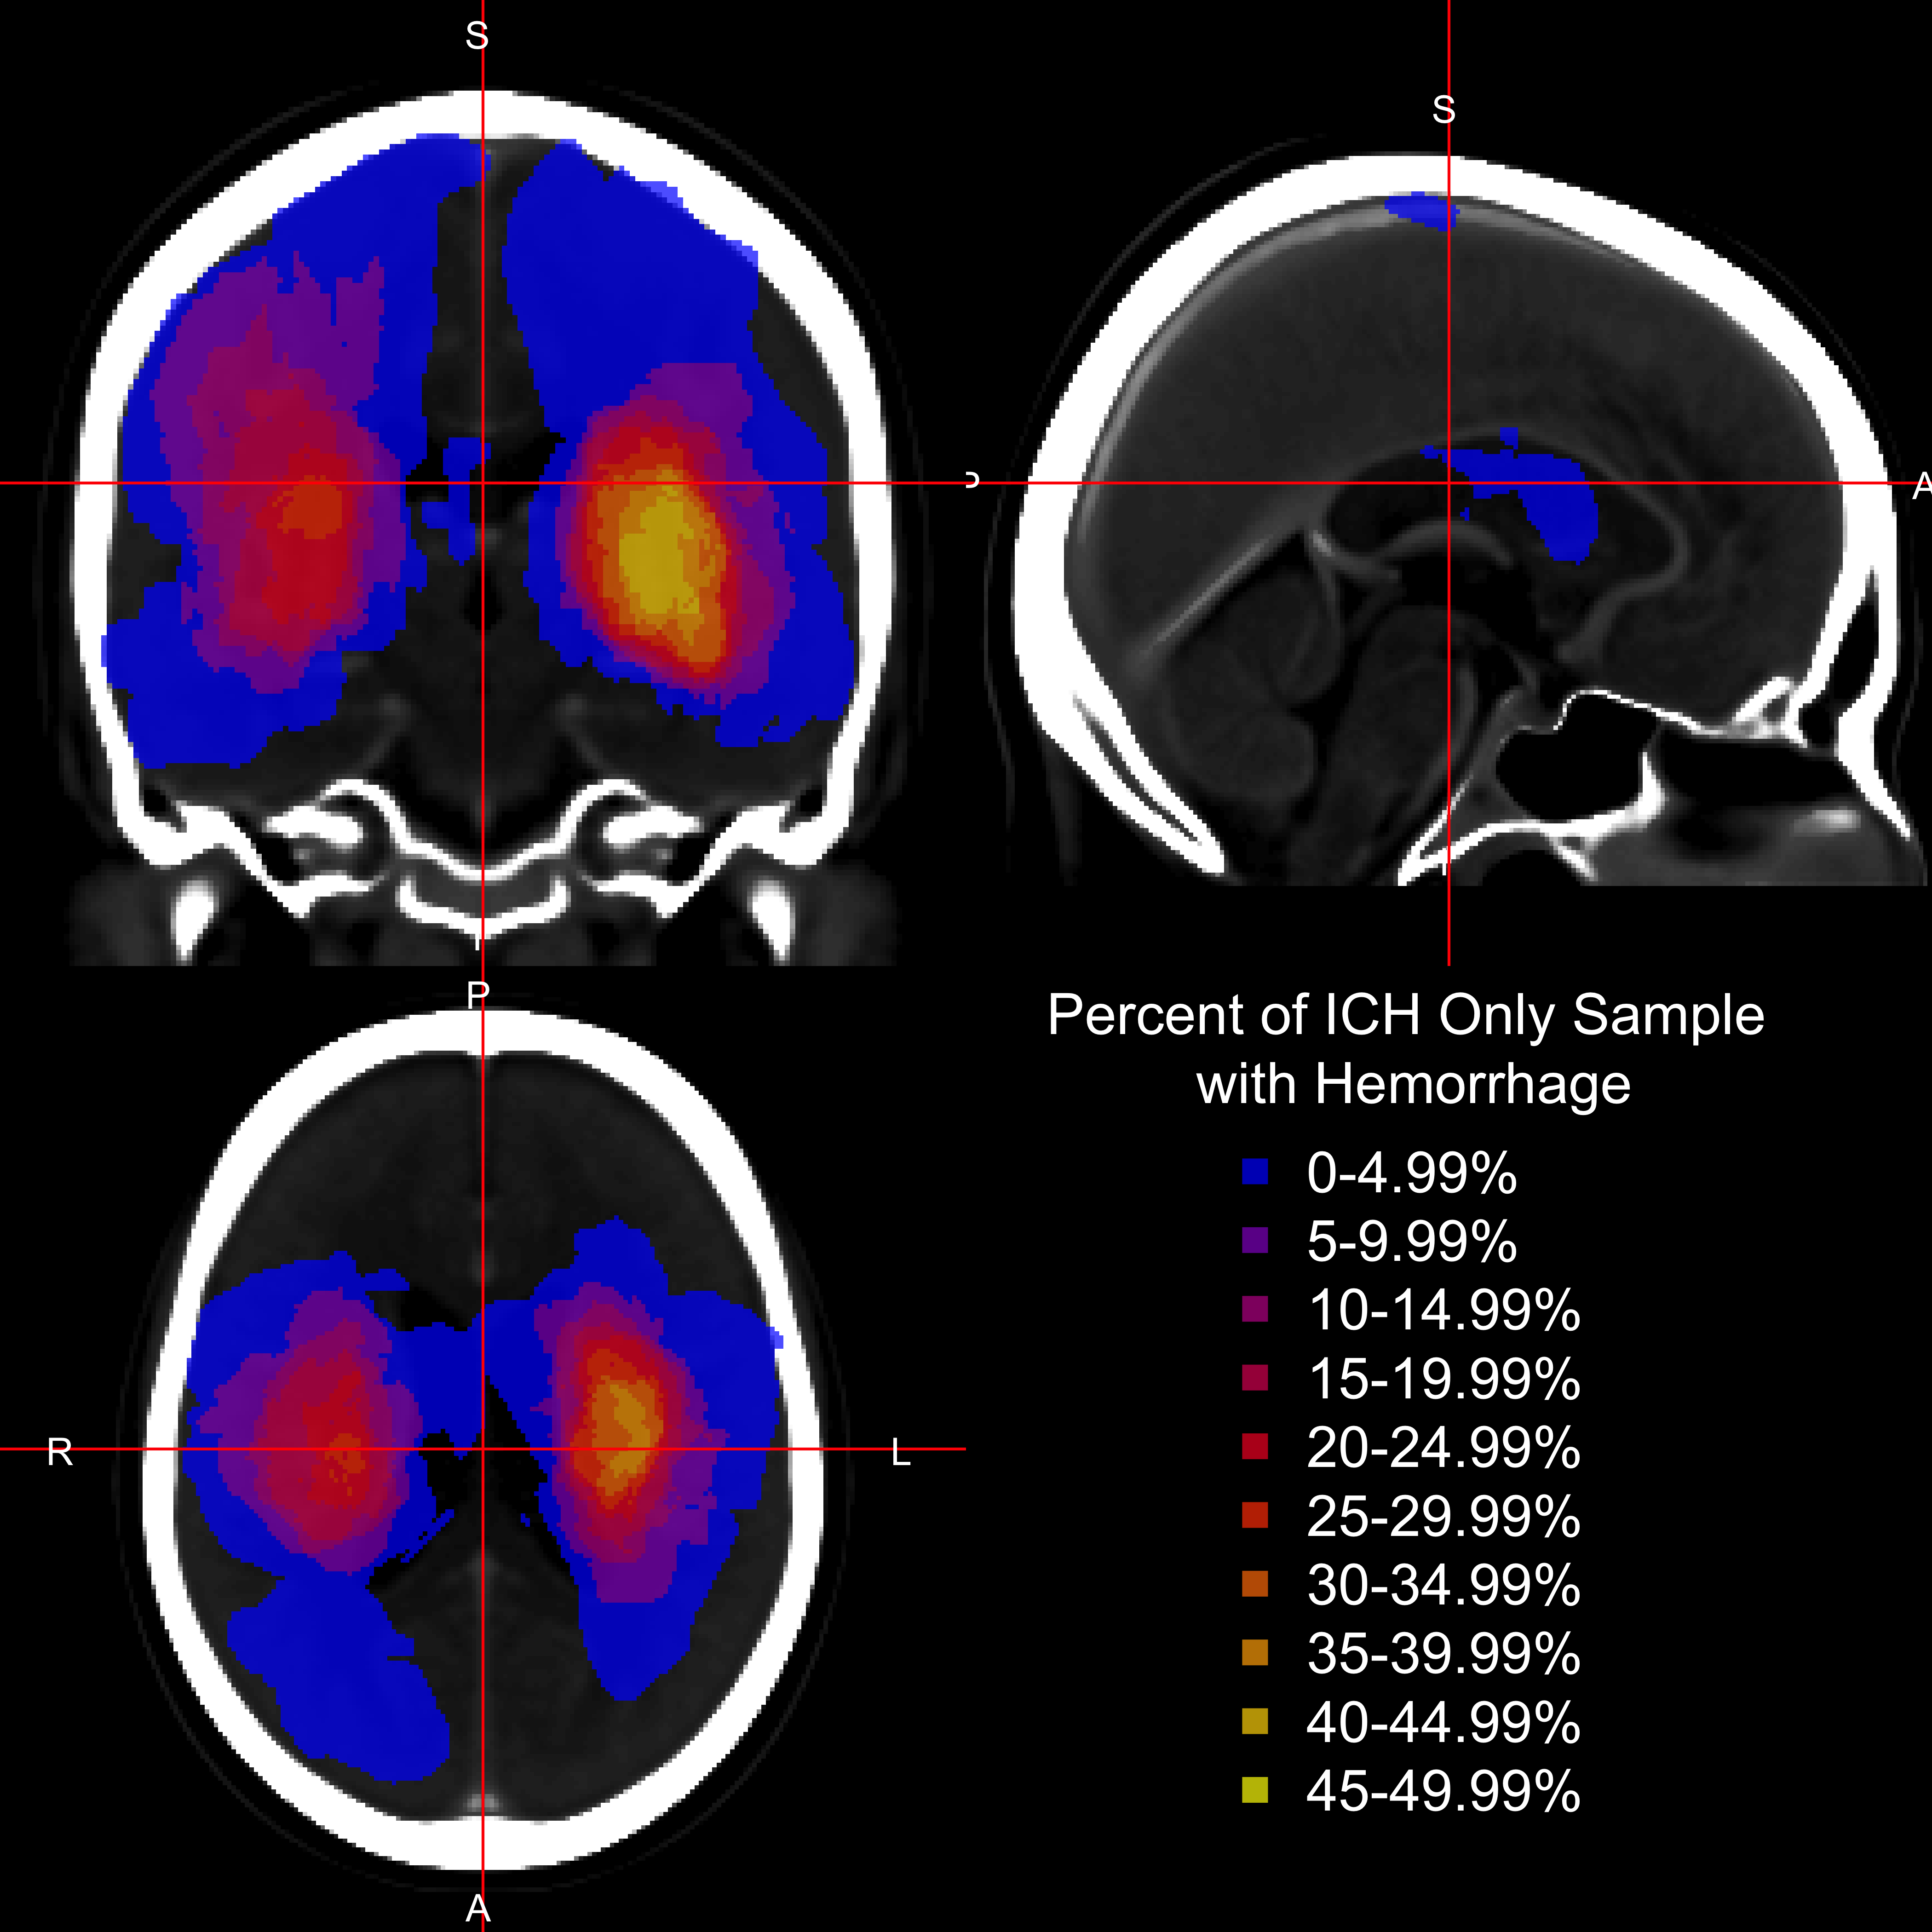 S
S
P
A
P
R
L
A
Percent of ICH Only Sample
with Hemorrhage
0-4.99%
5-9.99%
10-14.99%
15-19.99%
20-24.99%
25-29.99%
30-34.99%
35-39.99%
40-44.99%
45-49.99%